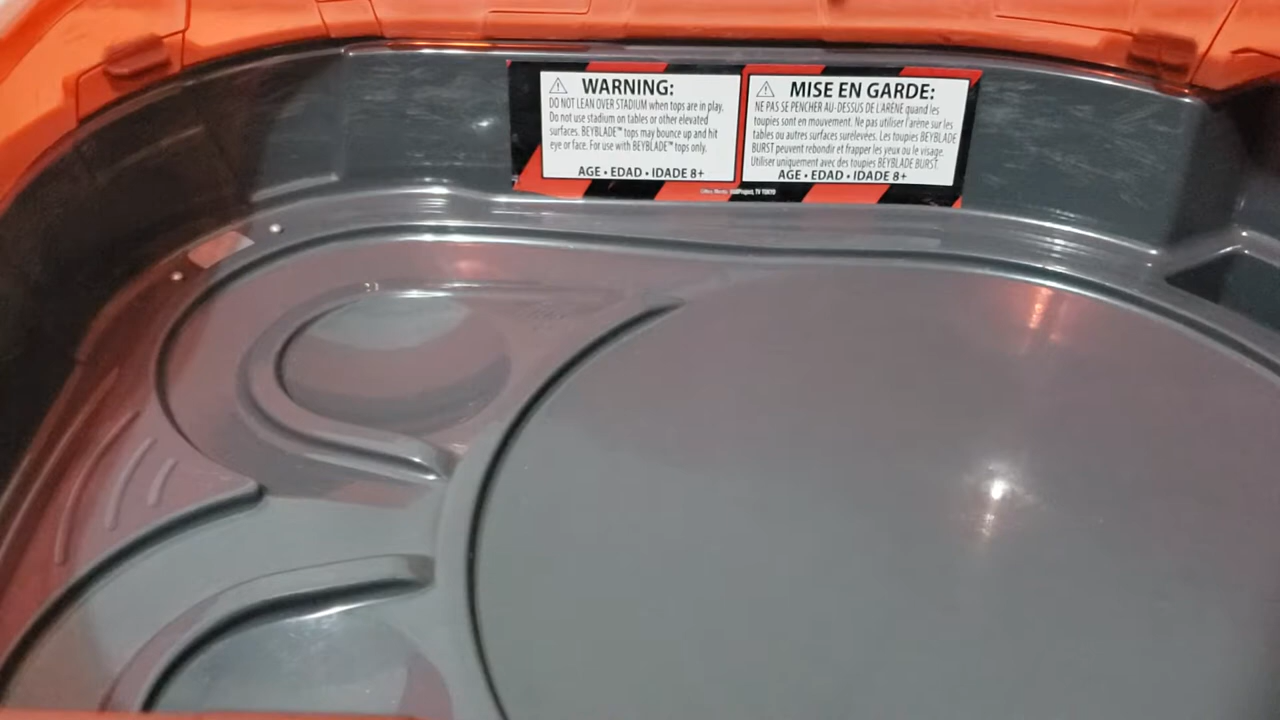 WARNING:
DO NOT LEAN OVER STADIUM when tops are in play.
Do not use stadium on tables or other elevated
surfaces. BEYBLADE™ tops may bounce up and hit
eye or face. For use with BEYBLADE™ tops only.
AGE • EDAD • IDADE 8+
MISE EN GARDE:
NE PAS SE PENCHER AU-DESSUS DE L'ARÈNE quand les
toupies sont en mouvement. Ne pas utiliser l'arène sur les
tables ou autres surfaces surélevées. Les toupies BEYBLADE
BURST peuvent rebondir et frapper les yeux ou le visage.
Utiliser uniquement avec des toupies BEYBLADE BURST.
AGE • EDAD • IDADE 8+
TV TOKYO